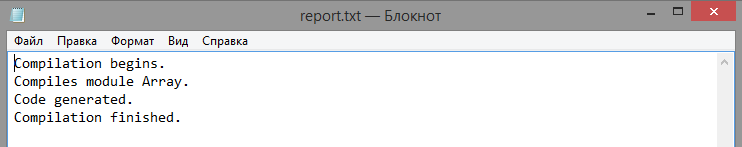 report.txt — Блокнот
Файл Правка Формат Вид Справка
Compilation begins.
Compiles module Array.
Code generated.
Compilation finished.